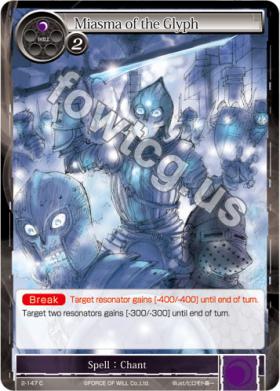 Miasma of the Glyph
WILL
2
fowtcg.us
Break Target resonator gains [-400/-400] until end of turn.
Target two resonators gains [-300/-300] until end of turn.
Spell : Chant
2-147 C ©FORCE OF WILL Co.,Ltd.